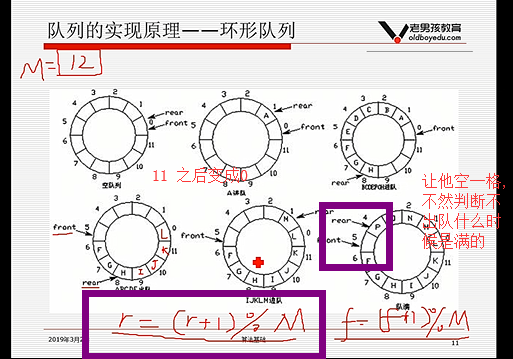 队列的实现原理——环形队列
老男孩教育
oldboyedu.com
M = 12
2
1
0
11
10
9
8
7
6
5
4
3
rear
front
空队列
A
rear
front
A进队
B
C
D
E
F
G
H
front
rear
BCDEFGH进队
11 之后变成0
让他空一格,
不然判断不
出队什么时
候是满的
front
rear
G
H
I
J
K
L
ABCDEF出队
front
rear
G
H
I
J
K
L
M
IJKLM进队
rear
front
P
O
N
M
L
K
J
I
H
G
队满
r = (r+1) % M
f = (f+1) % M
2019年3月2
算法基础
11